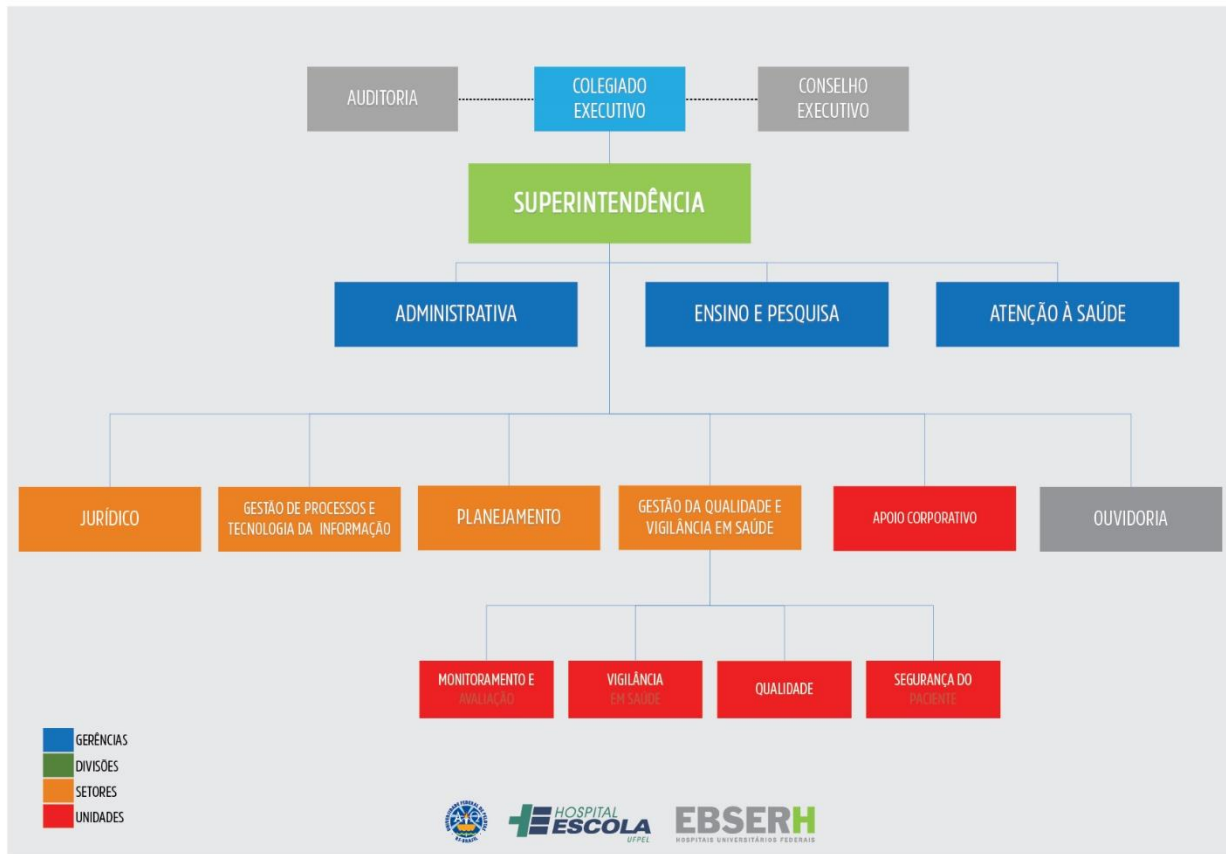 AUDITORIA
COLEGIADO
EXECUTIVO
CONSELHO
EXECUTIVO
SUPERINTENDÊNCIA
ADMINISTRATIVA
ENSINO E PESQUISA
ATENÇÃO À SAÚDE
JURÍDICO
GESTÃO DE PROCESSOS E
TECNOLOGIA DA INFORMAÇÃO
PLANEJAMENTO
GESTÃO DA QUALIDADE E
VIGILÂNCIA EM SAÚDE
APOIO CORPORATIVO
OUVIDORIA
MONITORAMENTO E
AVALIAÇÃO
VIGILÂNCIA
EM SAÚDE
QUALIDADE
SEGURANÇA DO
PACIENTE
GERÊNCIAS
DIVISÕES
SETORES
UNIDADES
HOSPITAL
ESCOLA
UFPEL
EBSERH
HOSPITAIS UNIVERSITÁRIOS FEDERAIS